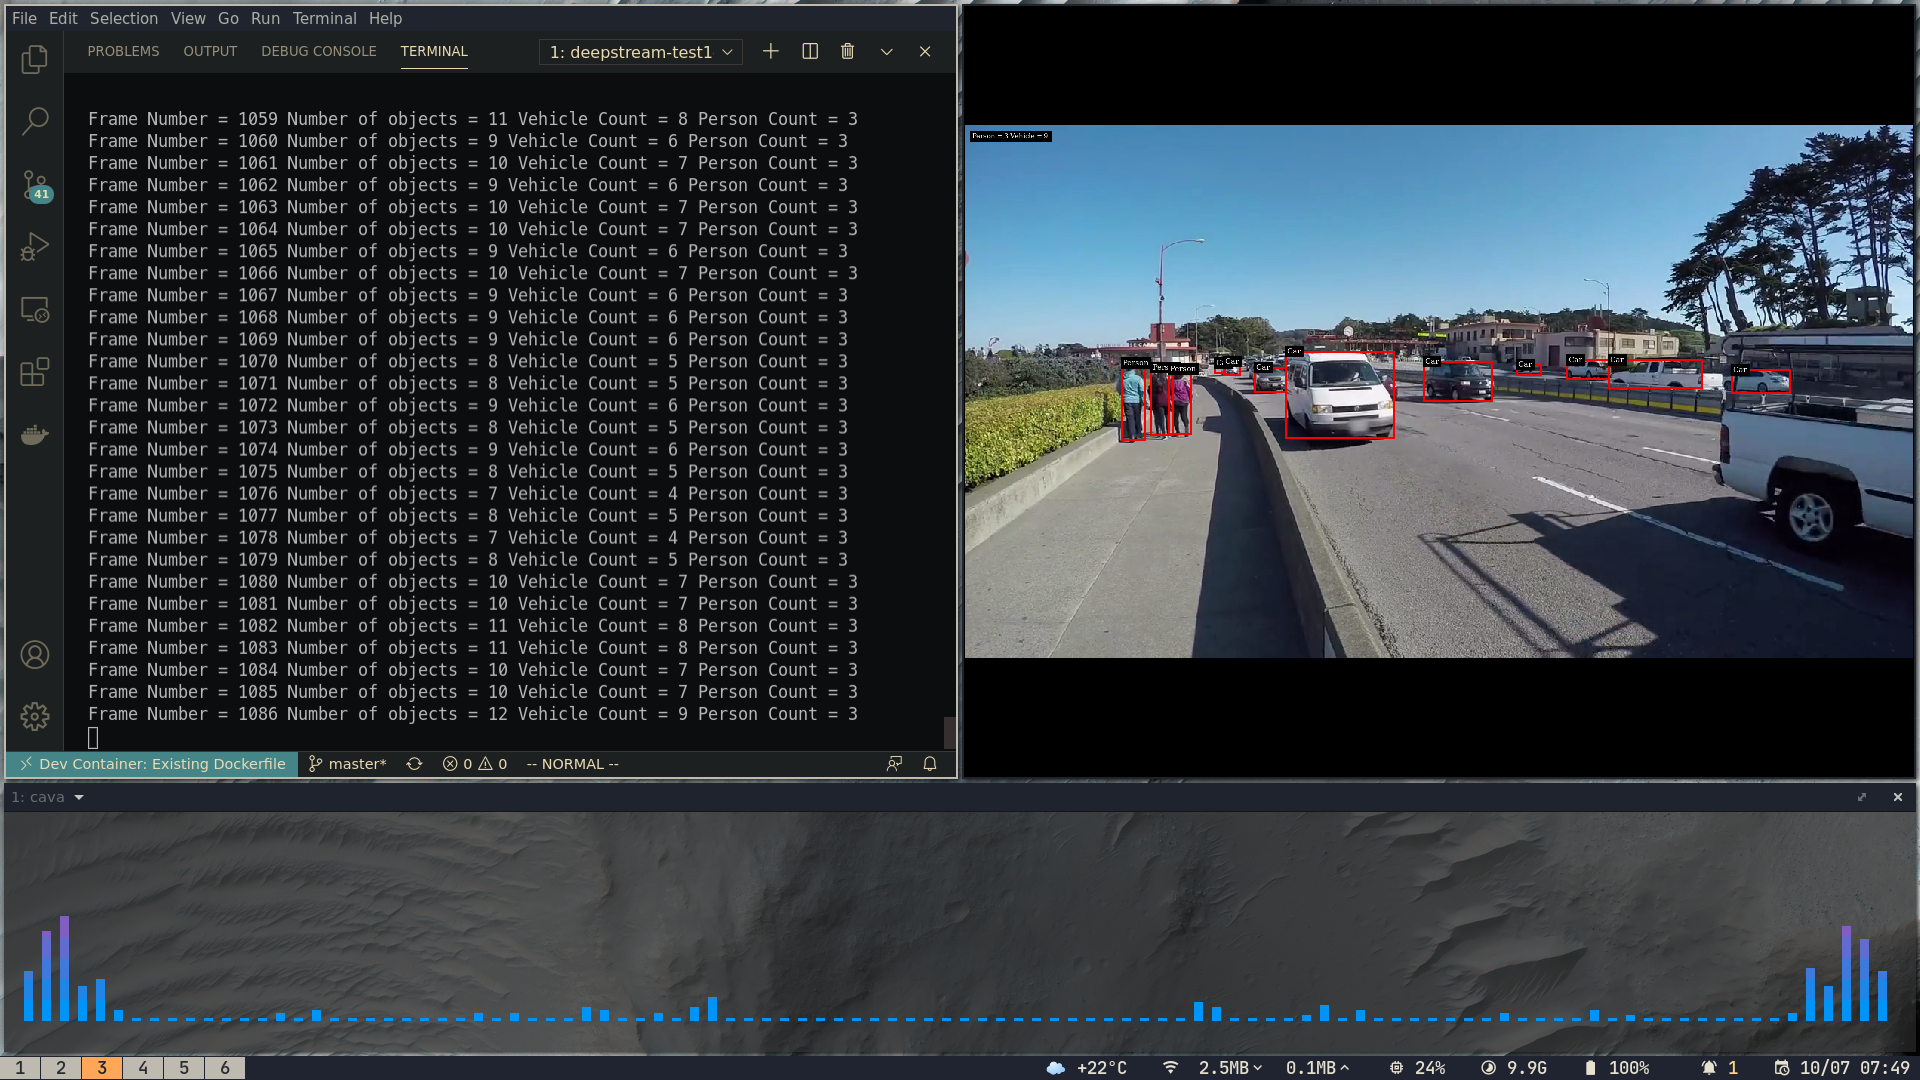 File Edit Selection View Go Run Terminal Help
PROBLEMS OUTPUT DEBUG CONSOLE TERMINAL 1: deepstream-test1
41
Frame Number = 1059 Number of objects = 11 Vehicle Count = 8 Person Count = 3
Frame Number = 1060 Number of objects = 9 Vehicle Count = 6 Person Count = 3
Frame Number = 1061 Number of objects = 10 Vehicle Count = 7 Person Count = 3
Frame Number = 1062 Number of objects = 9 Vehicle Count = 6 Person Count = 3
Frame Number = 1063 Number of objects = 10 Vehicle Count = 7 Person Count = 3
Frame Number = 1064 Number of objects = 10 Vehicle Count = 7 Person Count = 3
Frame Number = 1065 Number of objects = 9 Vehicle Count = 6 Person Count = 3
Frame Number = 1066 Number of objects = 10 Vehicle Count = 7 Person Count = 3
Frame Number = 1067 Number of objects = 9 Vehicle Count = 6 Person Count = 3
Frame Number = 1068 Number of objects = 9 Vehicle Count = 6 Person Count = 3
Frame Number = 1069 Number of objects = 9 Vehicle Count = 6 Person Count = 3
Frame Number = 1070 Number of objects = 8 Vehicle Count = 5 Person Count = 3
Frame Number = 1071 Number of objects = 8 Vehicle Count = 5 Person Count = 3
Frame Number = 1072 Number of objects = 9 Vehicle Count = 6 Person Count = 3
Frame Number = 1073 Number of objects = 8 Vehicle Count = 5 Person Count = 3
Frame Number = 1074 Number of objects = 9 Vehicle Count = 6 Person Count = 3
Frame Number = 1075 Number of objects = 8 Vehicle Count = 5 Person Count = 3
Frame Number = 1076 Number of objects = 7 Vehicle Count = 4 Person Count = 3
Frame Number = 1077 Number of objects = 8 Vehicle Count = 5 Person Count = 3
Frame Number = 1078 Number of objects = 7 Vehicle Count = 4 Person Count = 3
Frame Number = 1079 Number of objects = 8 Vehicle Count = 5 Person Count = 3
Frame Number = 1080 Number of objects = 10 Vehicle Count = 7 Person Count = 3
Frame Number = 1081 Number of objects = 10 Vehicle Count = 7 Person Count = 3
Frame Number = 1082 Number of objects = 11 Vehicle Count = 8 Person Count = 3
Frame Number = 1083 Number of objects = 11 Vehicle Count = 8 Person Count = 3
Frame Number = 1084 Number of objects = 10 Vehicle Count = 7 Person Count = 3
Frame Number = 1085 Number of objects = 10 Vehicle Count = 7 Person Count = 3
Frame Number = 1086 Number of objects = 12 Vehicle Count = 9 Person Count = 3
Dev Container: Existing Dockerfile master* 0 0 -- NORMAL --
Person = 3 Vehicle = 9
Person Pers Person Car Car Car Car Car Car Car Car
1: cava
1 2 3 4 5 6 +22°C 2.5MB 0.1MB 24% 9.9G 100% 1 10/07 07:49